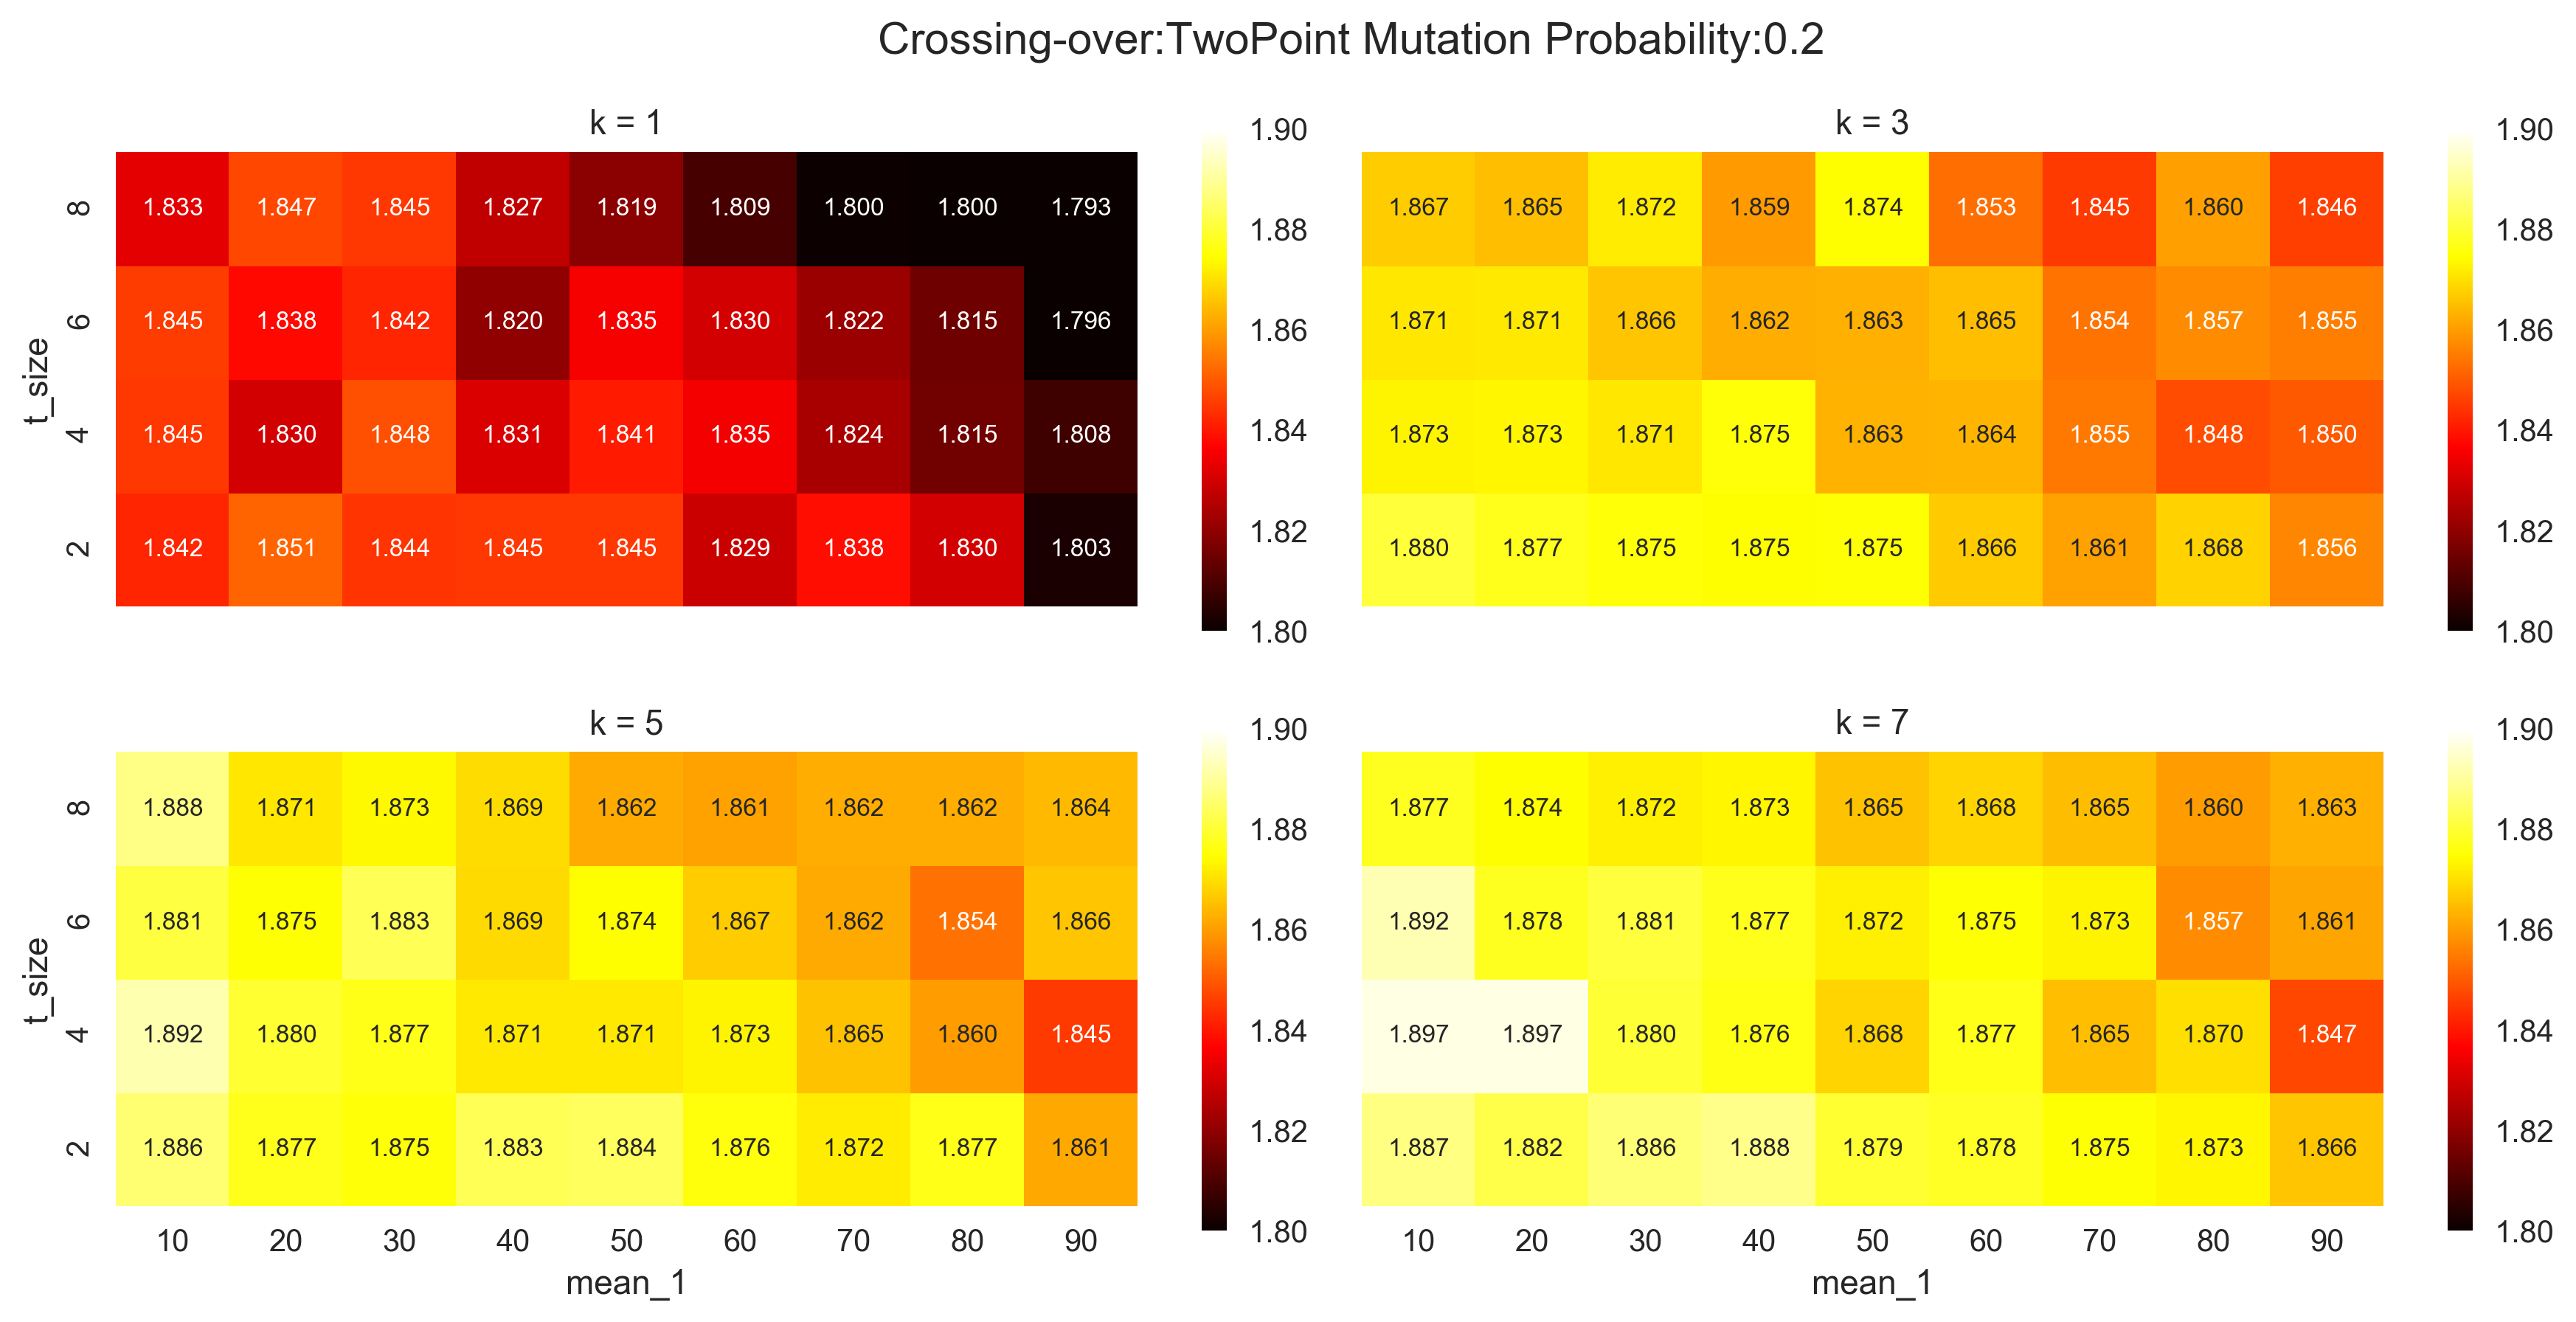 Crossing-over:TwoPoint Mutation Probability:0.2
k = 1
t_size
8 1.833 1.847 1.845 1.827 1.819 1.809 1.800 1.800 1.793
6 1.845 1.838 1.842 1.820 1.835 1.830 1.822 1.815 1.796
4 1.845 1.830 1.848 1.831 1.841 1.835 1.824 1.815 1.808
2 1.842 1.851 1.844 1.845 1.845 1.829 1.838 1.830 1.803
1.90
1.88
1.86
1.84
1.82
1.80
k = 3
1.867 1.865 1.872 1.859 1.874 1.853 1.845 1.860 1.846
1.871 1.871 1.866 1.862 1.863 1.865 1.854 1.857 1.855
1.873 1.873 1.871 1.875 1.863 1.864 1.855 1.848 1.850
1.880 1.877 1.875 1.875 1.875 1.866 1.861 1.868 1.856
1.90
1.88
1.86
1.84
1.82
1.80
k = 5
t_size
8 1.888 1.871 1.873 1.869 1.862 1.861 1.862 1.862 1.864
6 1.881 1.875 1.883 1.869 1.874 1.867 1.862 1.854 1.866
4 1.892 1.880 1.877 1.871 1.871 1.873 1.865 1.860 1.845
2 1.886 1.877 1.875 1.883 1.884 1.876 1.872 1.877 1.861
10 20 30 40 50 60 70 80 90
mean_1
1.90
1.88
1.86
1.84
1.82
1.80
k = 7
1.877 1.874 1.872 1.873 1.865 1.868 1.865 1.860 1.863
1.892 1.878 1.881 1.877 1.872 1.875 1.873 1.857 1.861
1.897 1.897 1.880 1.876 1.868 1.877 1.865 1.870 1.847
1.887 1.882 1.886 1.888 1.879 1.878 1.875 1.873 1.866
10 20 30 40 50 60 70 80 90
mean_1
1.90
1.88
1.86
1.84
1.82
1.80